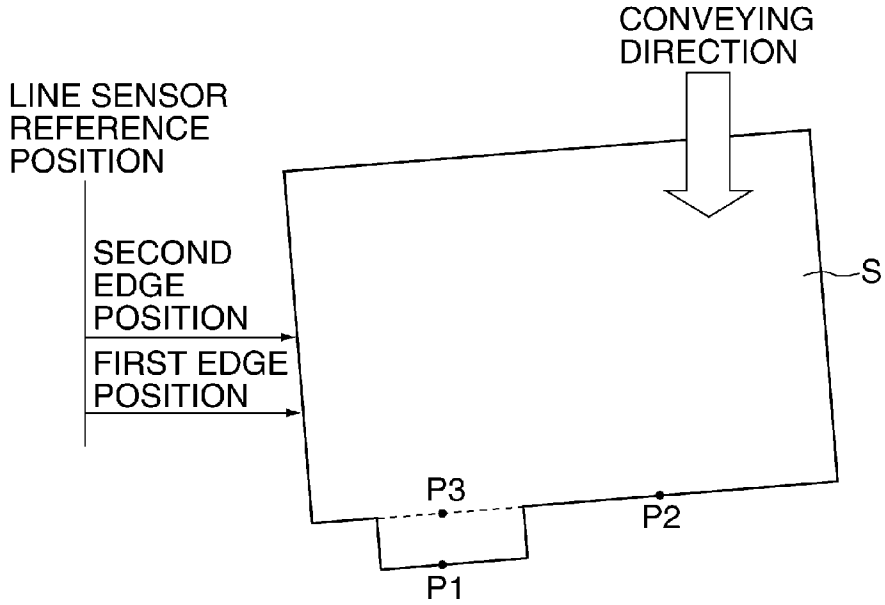 CONVEYING
DIRECTION
LINE SENSOR
REFERENCE
POSITION
SECOND
EDGE
POSITION
S
FIRST EDGE
POSITION
P3
P2
P1